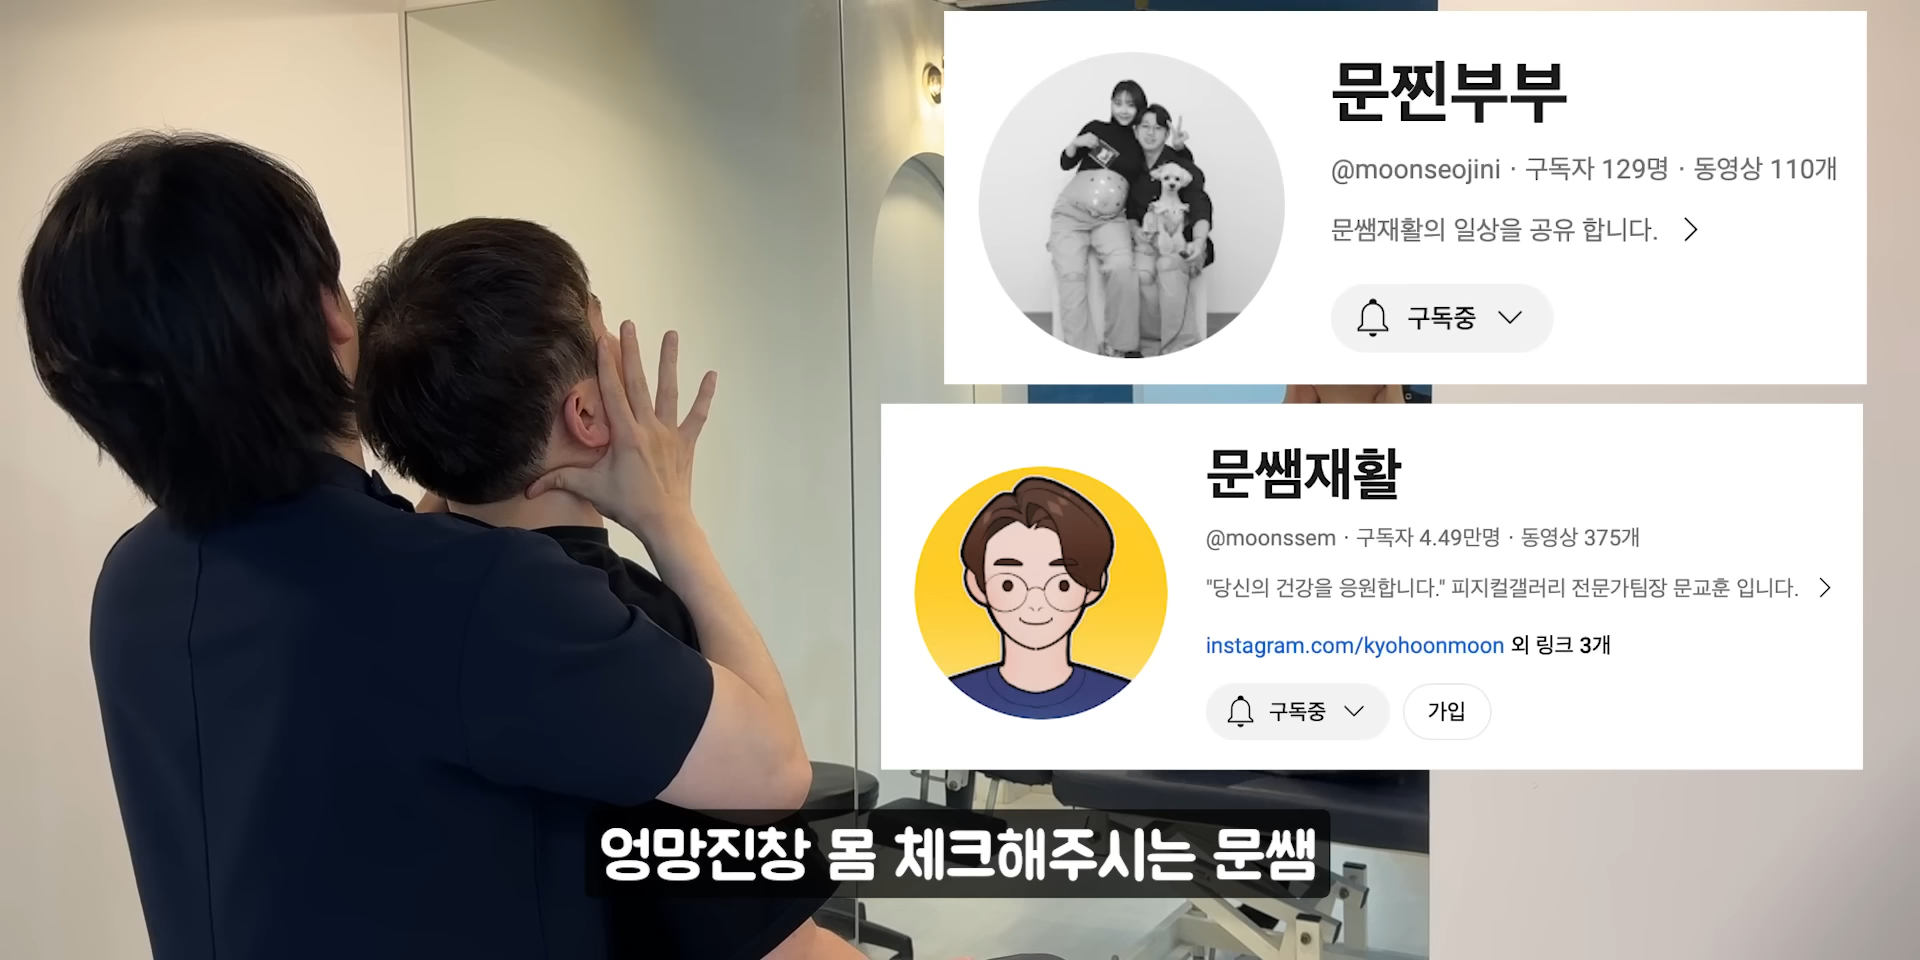 문찐부부
@moonseojini · 구독자 129명 · 동영상 110개
문쌤재활의 일상을 공유 합니다.
구독중
문쌤재활
@moonssem · 구독자 4.49만명 · 동영상 375개
"당신의 건강을 응원합니다." 피지컬갤러리 전문가팀장 문교훈 입니다.
instagram.com/kyohoonmoon 외 링크 3개
구독중 가입
엉망진창 몸 체크해주시는 문쌤